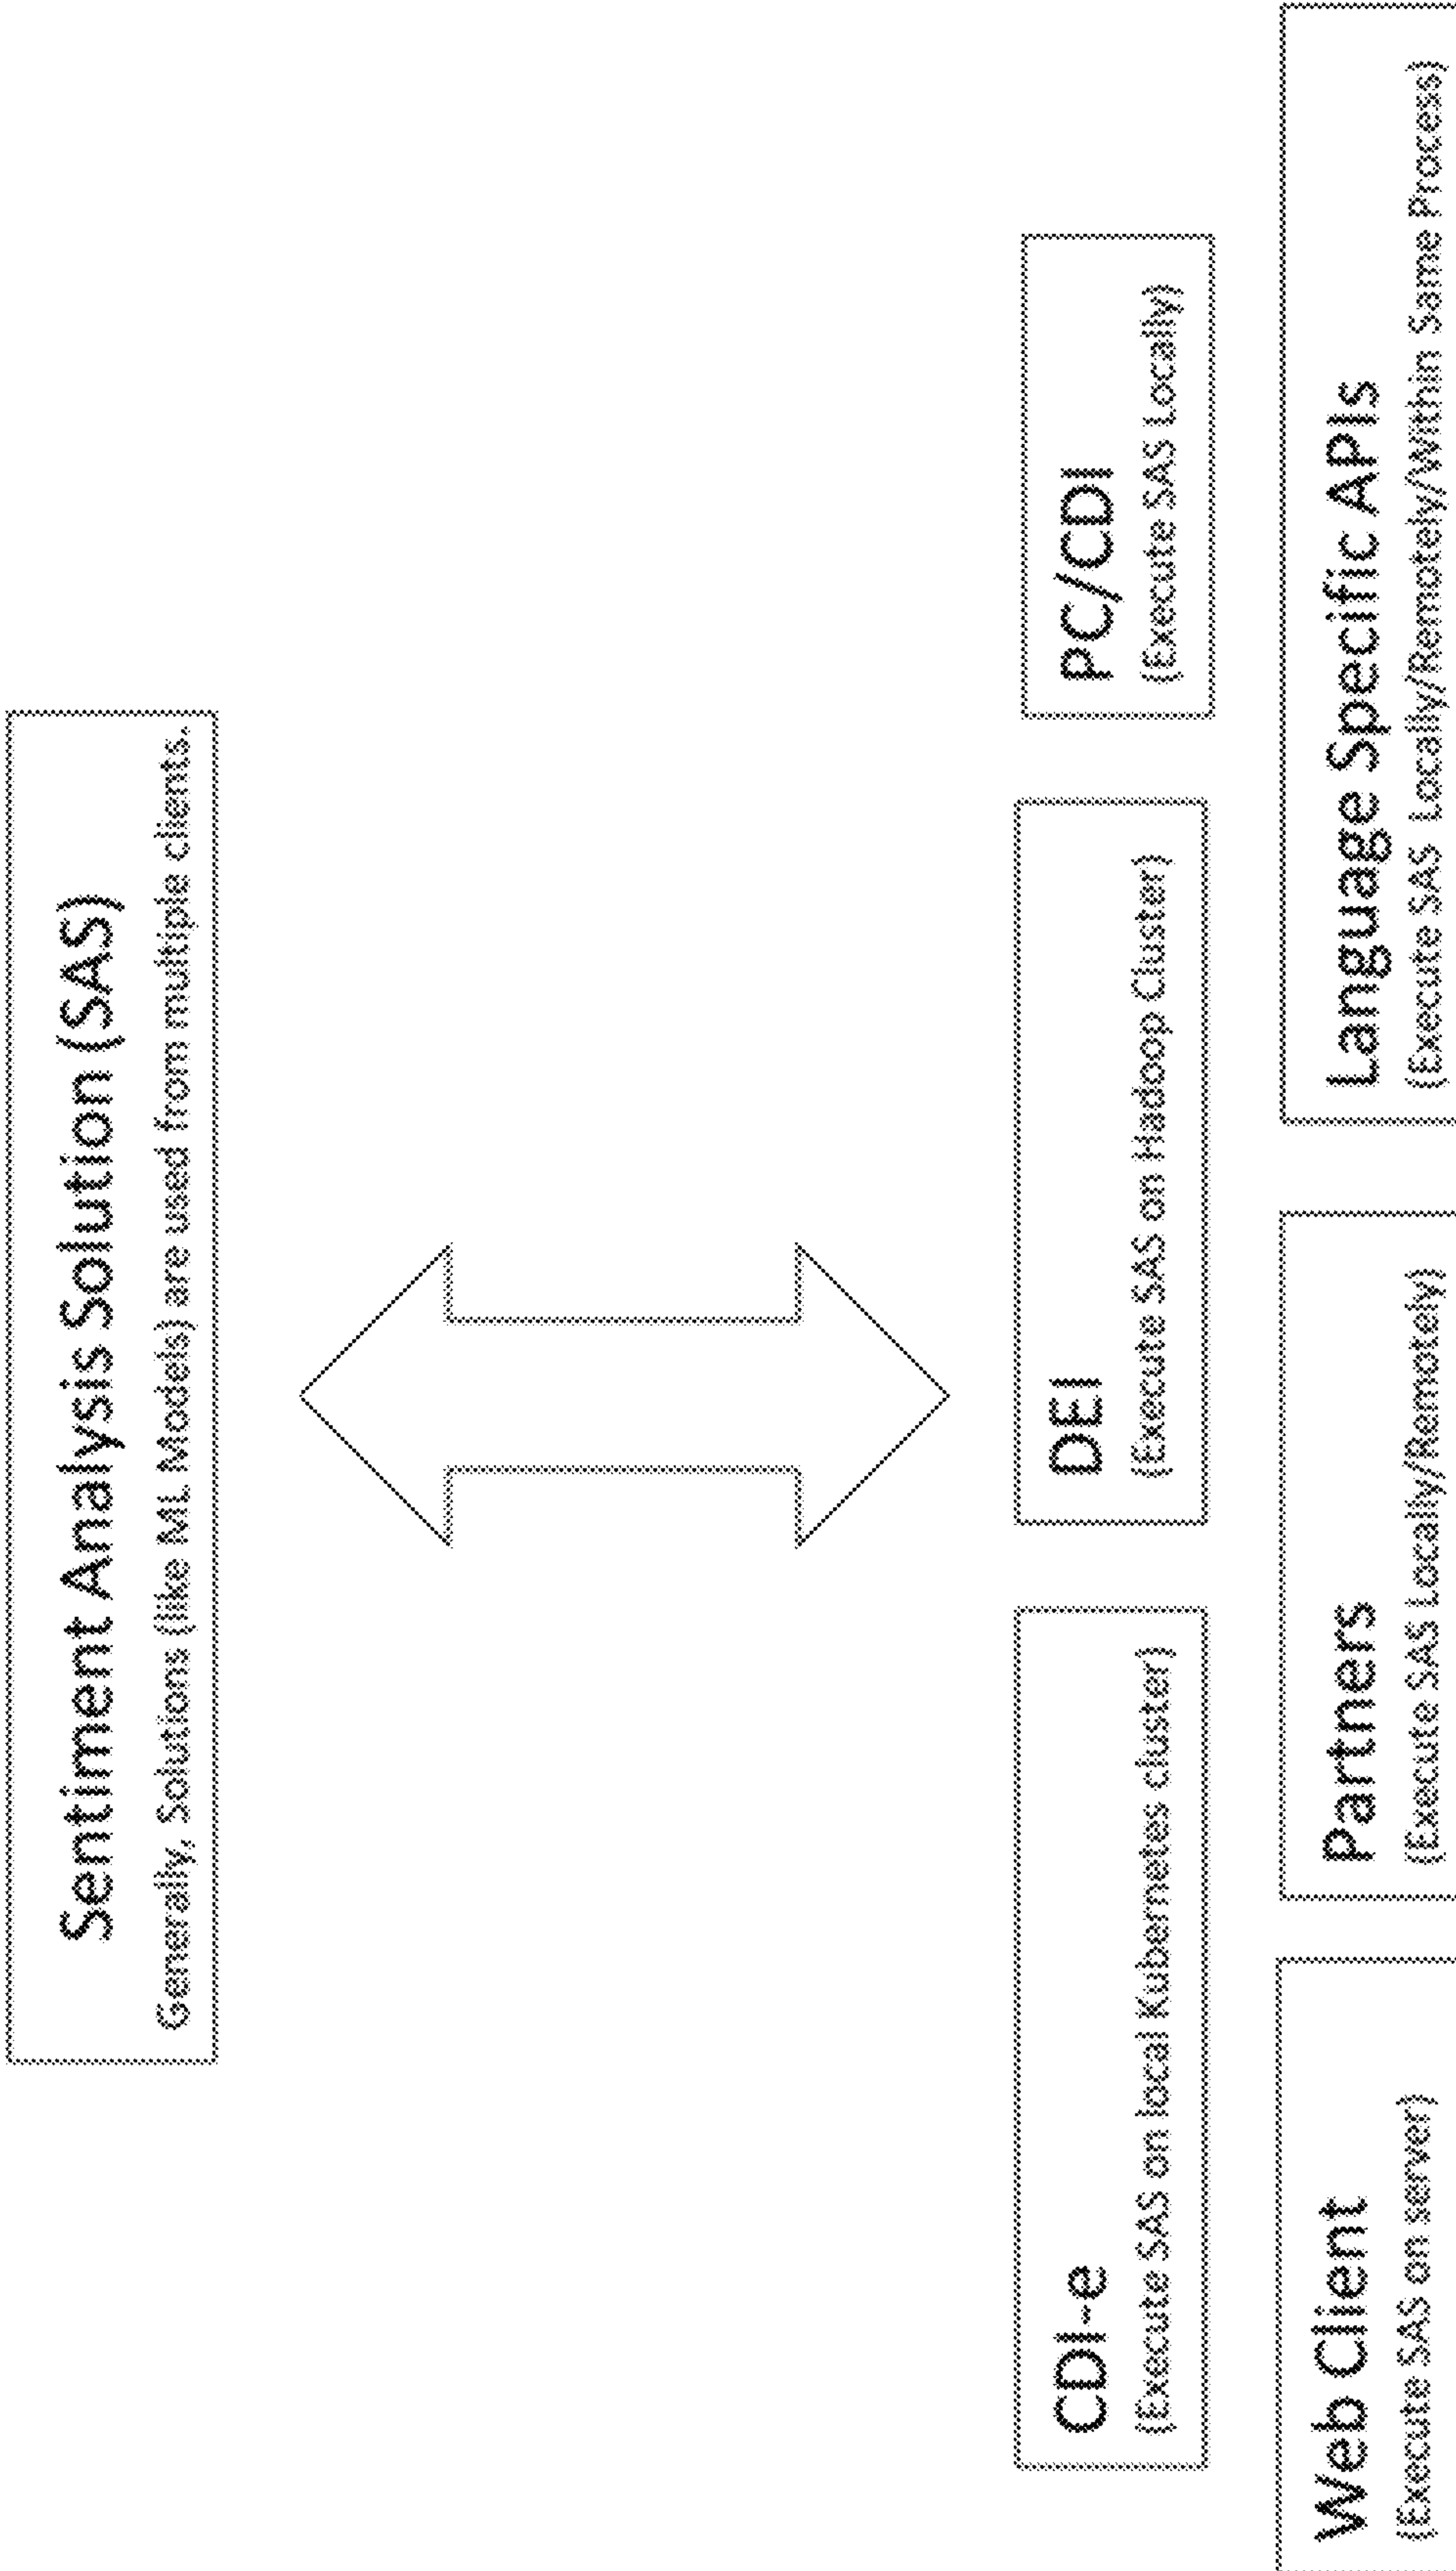 Sentiment Analysis Solution (SAS)
Generally, Solutions (like ML Models) are used from multiple clients.
CDI-e
(Execute SAS on local Kubernetes cluster)
DEI
(Execute SAS on Hadoop Cluster)
PC/CDI
(Execute SAS Locally)
Web Client
(Execute SAS on server)
Partners
(Execute SAS Locally/Remotely)
Language Specific APIs
(Execute SAS Locally/Remotely/Within Same Process)